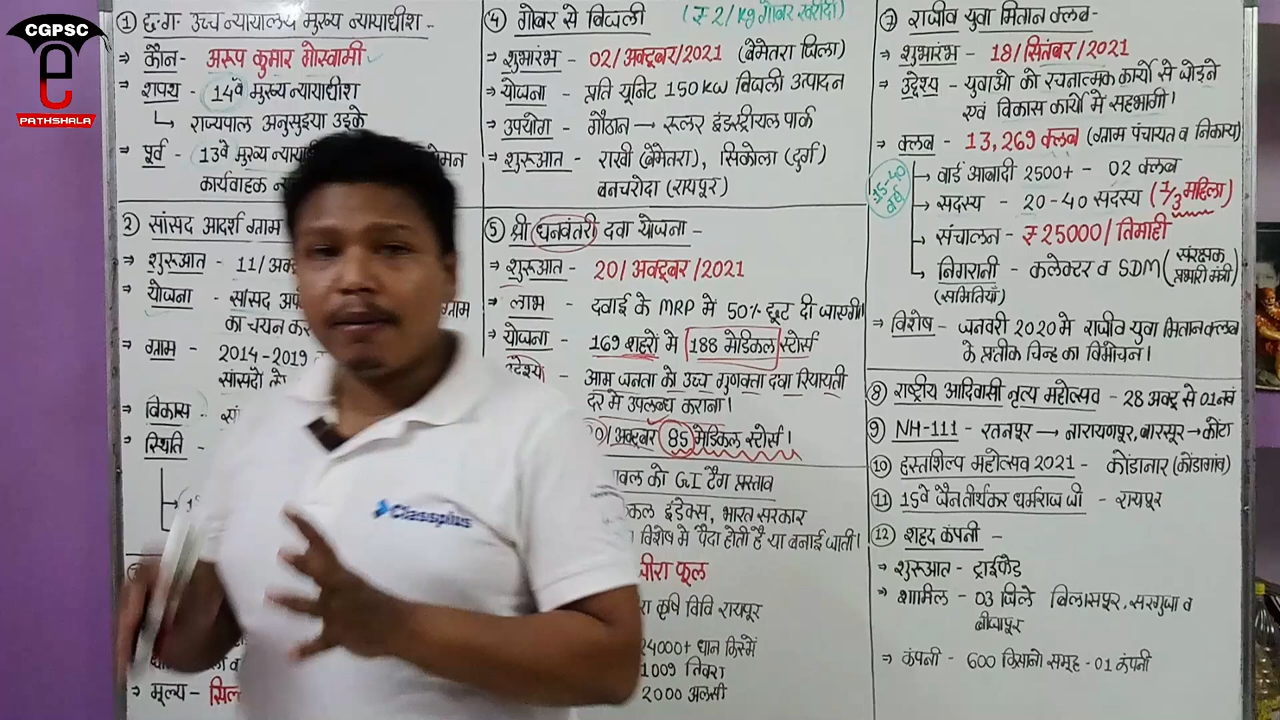 CGPSC
PATHSHALA
① छ.ग. उच्च न्यायालय मुख्य न्यायाधीश -
⇒ कौन - अरूप कुमार गोस्वामी
⇒ शपथ - 14वे मुख्य न्यायाधीश
↳ राज्यपाल अनुसुइया उइके
⇒ पूर्व - 13वे मुख्य
कार्यवाहक
② सांसद आदर्श ग्राम
⇒ शुरूआत - 11/
⇒ योजना - सांसद
ग्राम
का चयन
⇒ ग्राम - 2014-2019
सांसदो
⇒ विकास -
⇒ स्थिति -
⇒ मूल्य -
④ गोबर से बिजली (₹2/kg गोबर खरीदी)
⇒ शुभारंभ - 02/अक्टूबर/2021 (बेमेतरा जिला)
⇒ योजना - प्रति यूनिट 150 KW बिजली उत्पादन
⇒ उपयोग - गौठान → रूलर इंडस्ट्रीयल पार्क
⇒ शुरूआत - राखी (बेमेतरा), सिकोला (दुर्ग)
बनचरोदा (रायपूर)
⑤ श्री धनवंतरी दवा योजना -
⇒ शुरूआत - 20/अक्टूबर/2021
⇒ लाभ - दवाई के MRP मे 50% छूट दी जाएगी।
⇒ योजना - 169 शहरो मे 188 मेडिकल स्टोर्स
आम जनता को उच्च गुणवत्ता दवा रियायती
दर मे उपलब्ध कराना।
अक्टूबर 85 मेडिकल स्टोर्स।
को GI टैग प्रस्ताव
इंडेक्स, भारत सरकार
विशेष मे पैदा होती है या बनाई जाती।
जीरा फूल
कृषि विवि रायपूर
24000+ धान किस्में
1009 तिवरा
2000 अलसी
⑦ राजीव युवा मितान क्लब -
⇒ शुभारंभ - 18/सितंबर/2021
⇒ उद्देश्य - युवाओ को रचनात्मक कार्यो से जोड़ने
एवं विकास कार्यो मे सहभागी।
⇒ क्लब - 13,269 क्लब (ग्राम पंचायत व निकाय)
15-40 वर्ष
→ वार्ड आबादी 2500+ - 02 क्लब
→ सदस्य - 20-40 सदस्य (1/3 महिला)
→ संचालन - ₹25000/तिमाही
→ निगरानी - कलेक्टर व SDM (संरक्षक प्रभारी मंत्री)
(समितियाँ)
⇒ विशेष - जनवरी 2020 मे राजीव युवा मितान क्लब
के प्रतीक चिन्ह का विमोचन।
⑧ राष्ट्रीय आदिवासी नृत्य महोत्सव - 28 अक्टू से 01 नवं
⑨ NH-111 - रतनपूर → नारायणपूर, बारसूर → कोंटा
⑩ हस्तशिल्प महोत्सव 2021 - कोंडानार (कोंडागांव)
⑪ 15वे जैन तीर्थकर धर्मराज जी - रायपूर
⑫ शहद कंपनी -
⇒ शुरूआत - ट्राईफेड
⇒ शामिल - 03 जिले बिलासपूर, सरगुजा व
बीजापूर
⇒ कंपनी - 600 किसानो समूह - 01 कंपनी
Classplus